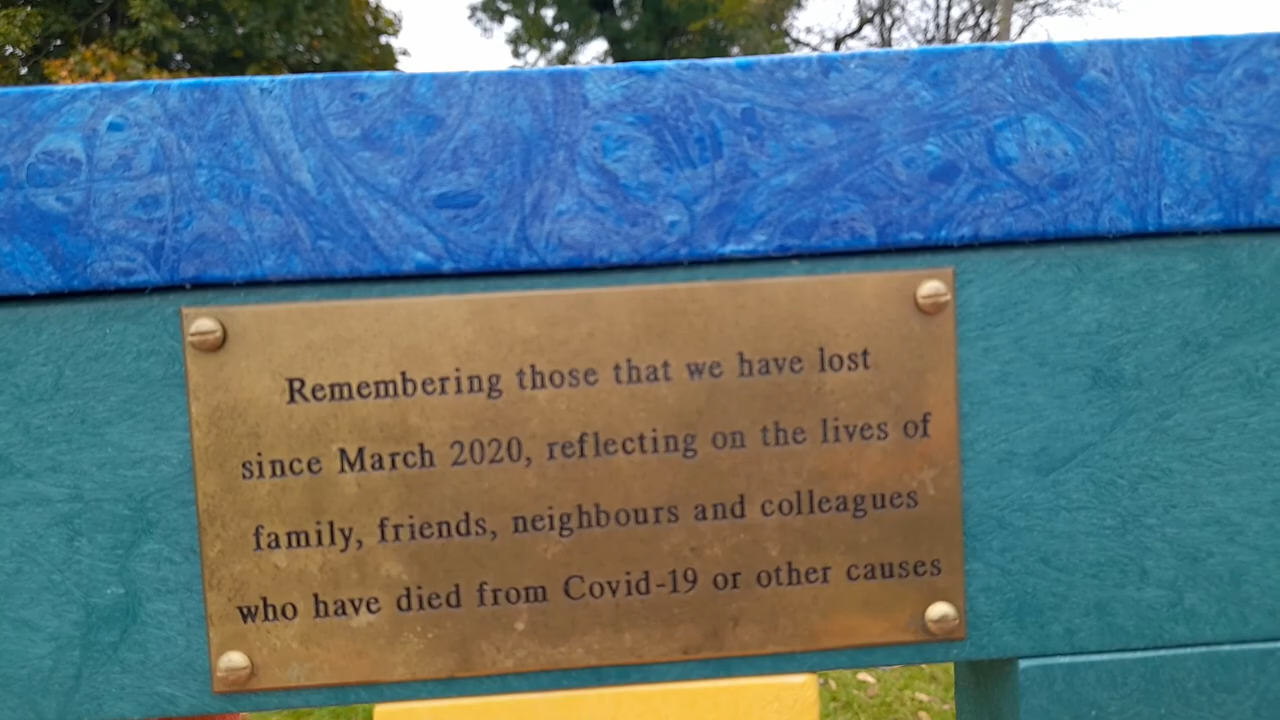 Remembering those that we have lost
since March 2020, reflecting on the lives of
family, friends, neighbours and colleagues
who have died from Covid-19 or other causes